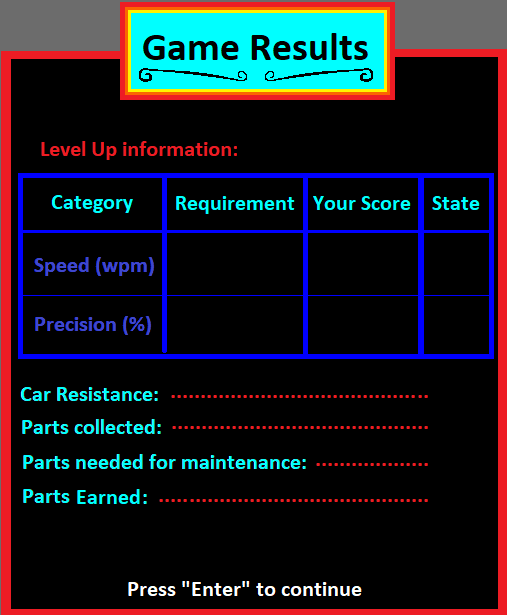 Game Results
Level Up information:
Category Requirement Your Score State
Speed (wpm)
Precision (%)
Car Resistance: ...........................................
Parts collected: ...........................................
Parts needed for maintenance: ...................
Parts Earned: .............................................
Press "Enter" to continue